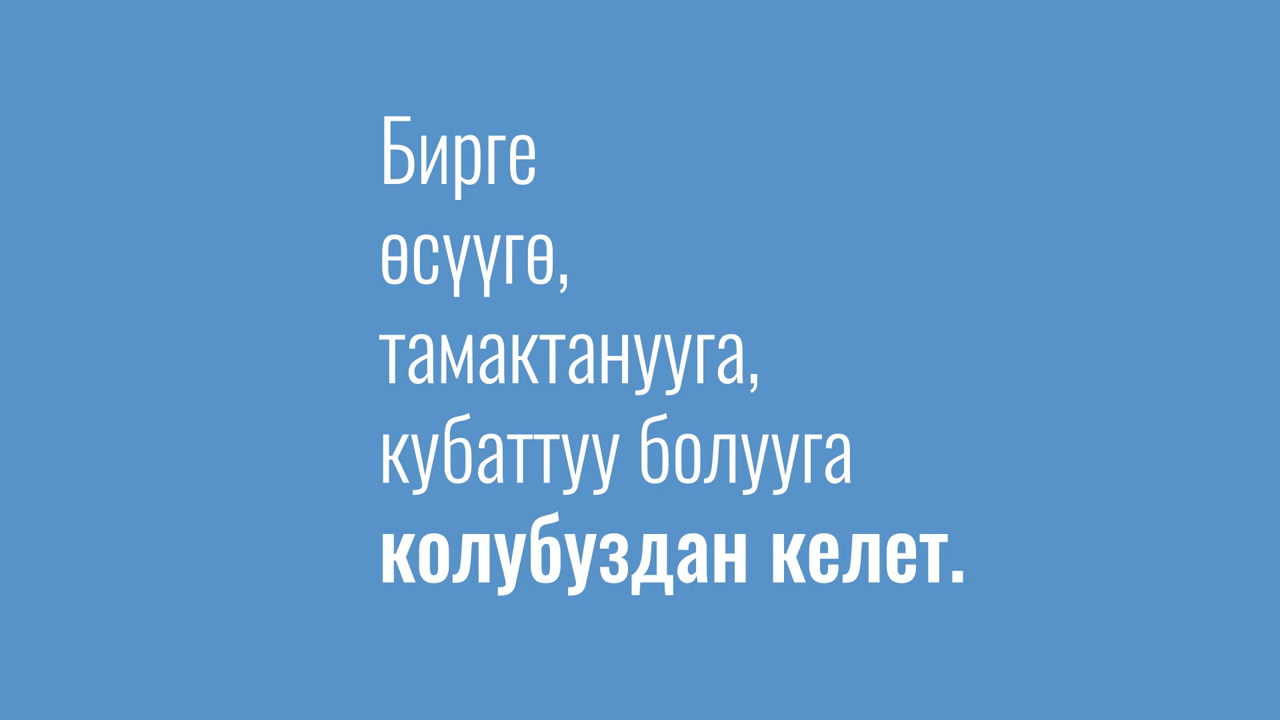 Бирге
өсүүгө,
тамактанууга,
кубаттуу болууга
колубуздан келет.